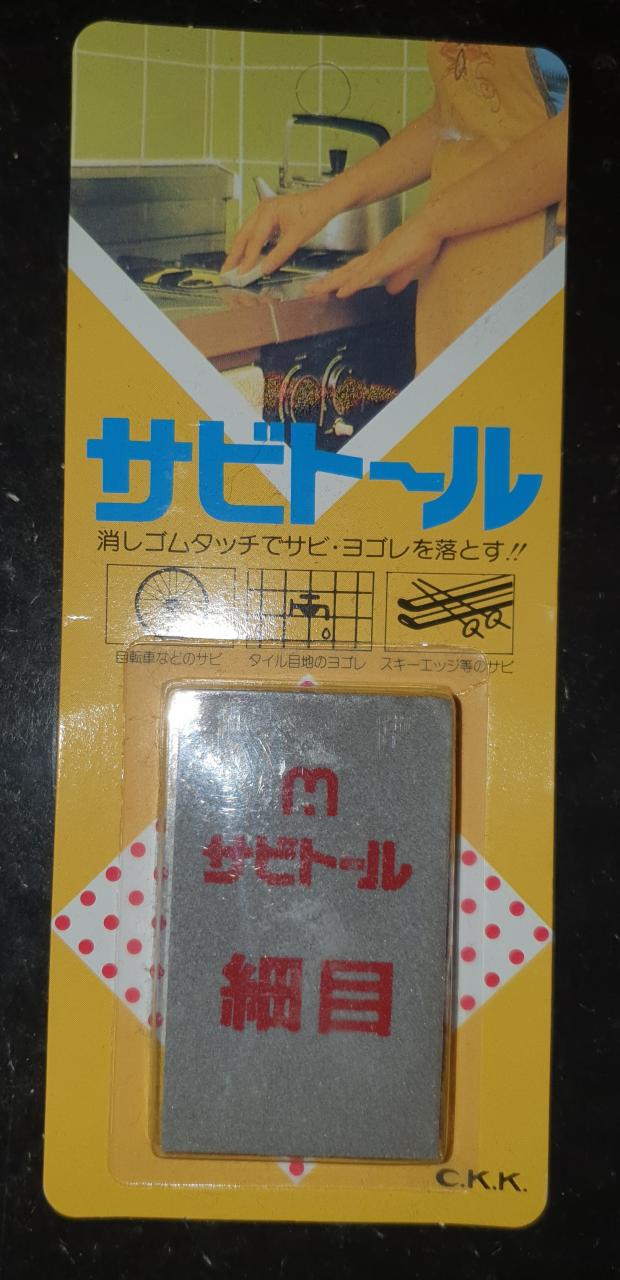 サビトール
消しゴムタッチでサビ・ヨゴレを落とす!!
自転車などのサビ
タイル目地のヨゴレ
スキーエッジ等のサビ
サビトール
C.K.K.